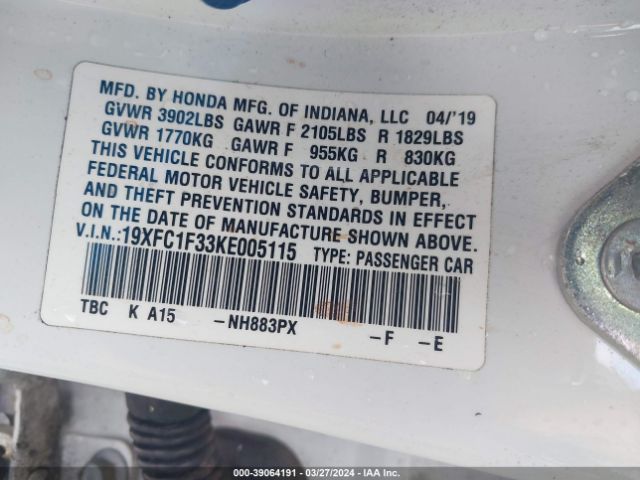 MFD. BY HONDA MFG. OF INDIANA, LLC 04/'19
GVWR 3902LBS GAWR F 2105LBS R 1829LBS
GVWR 1770KG GAWR F 955KG R 830KG
THIS VEHICLE CONFORMS TO ALL APPLICABLE
FEDERAL MOTOR VEHICLE SAFETY, BUMPER,
AND THEFT PREVENTION STANDARDS IN EFFECT
ON THE DATE OF MANUFACTURE SHOWN ABOVE.
V.I.N.:19XFC1F33KE005115 TYPE: PASSENGER CAR
TBC K A15 -NH883PX -F -E
000-39064191 - 03/27/2024 - IAA Inc.